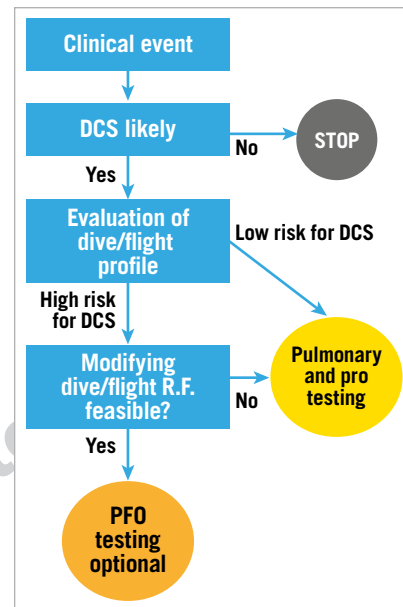 Clinical event
DCS likely
No
STOP
Yes
Evaluation of
dive/flight
profile
Low risk for DCS
High risk
for DCS
Modifying
dive/flight R.F.
feasible?
No
Pulmonary
and pro
testing
Yes
PFO
testing
optional